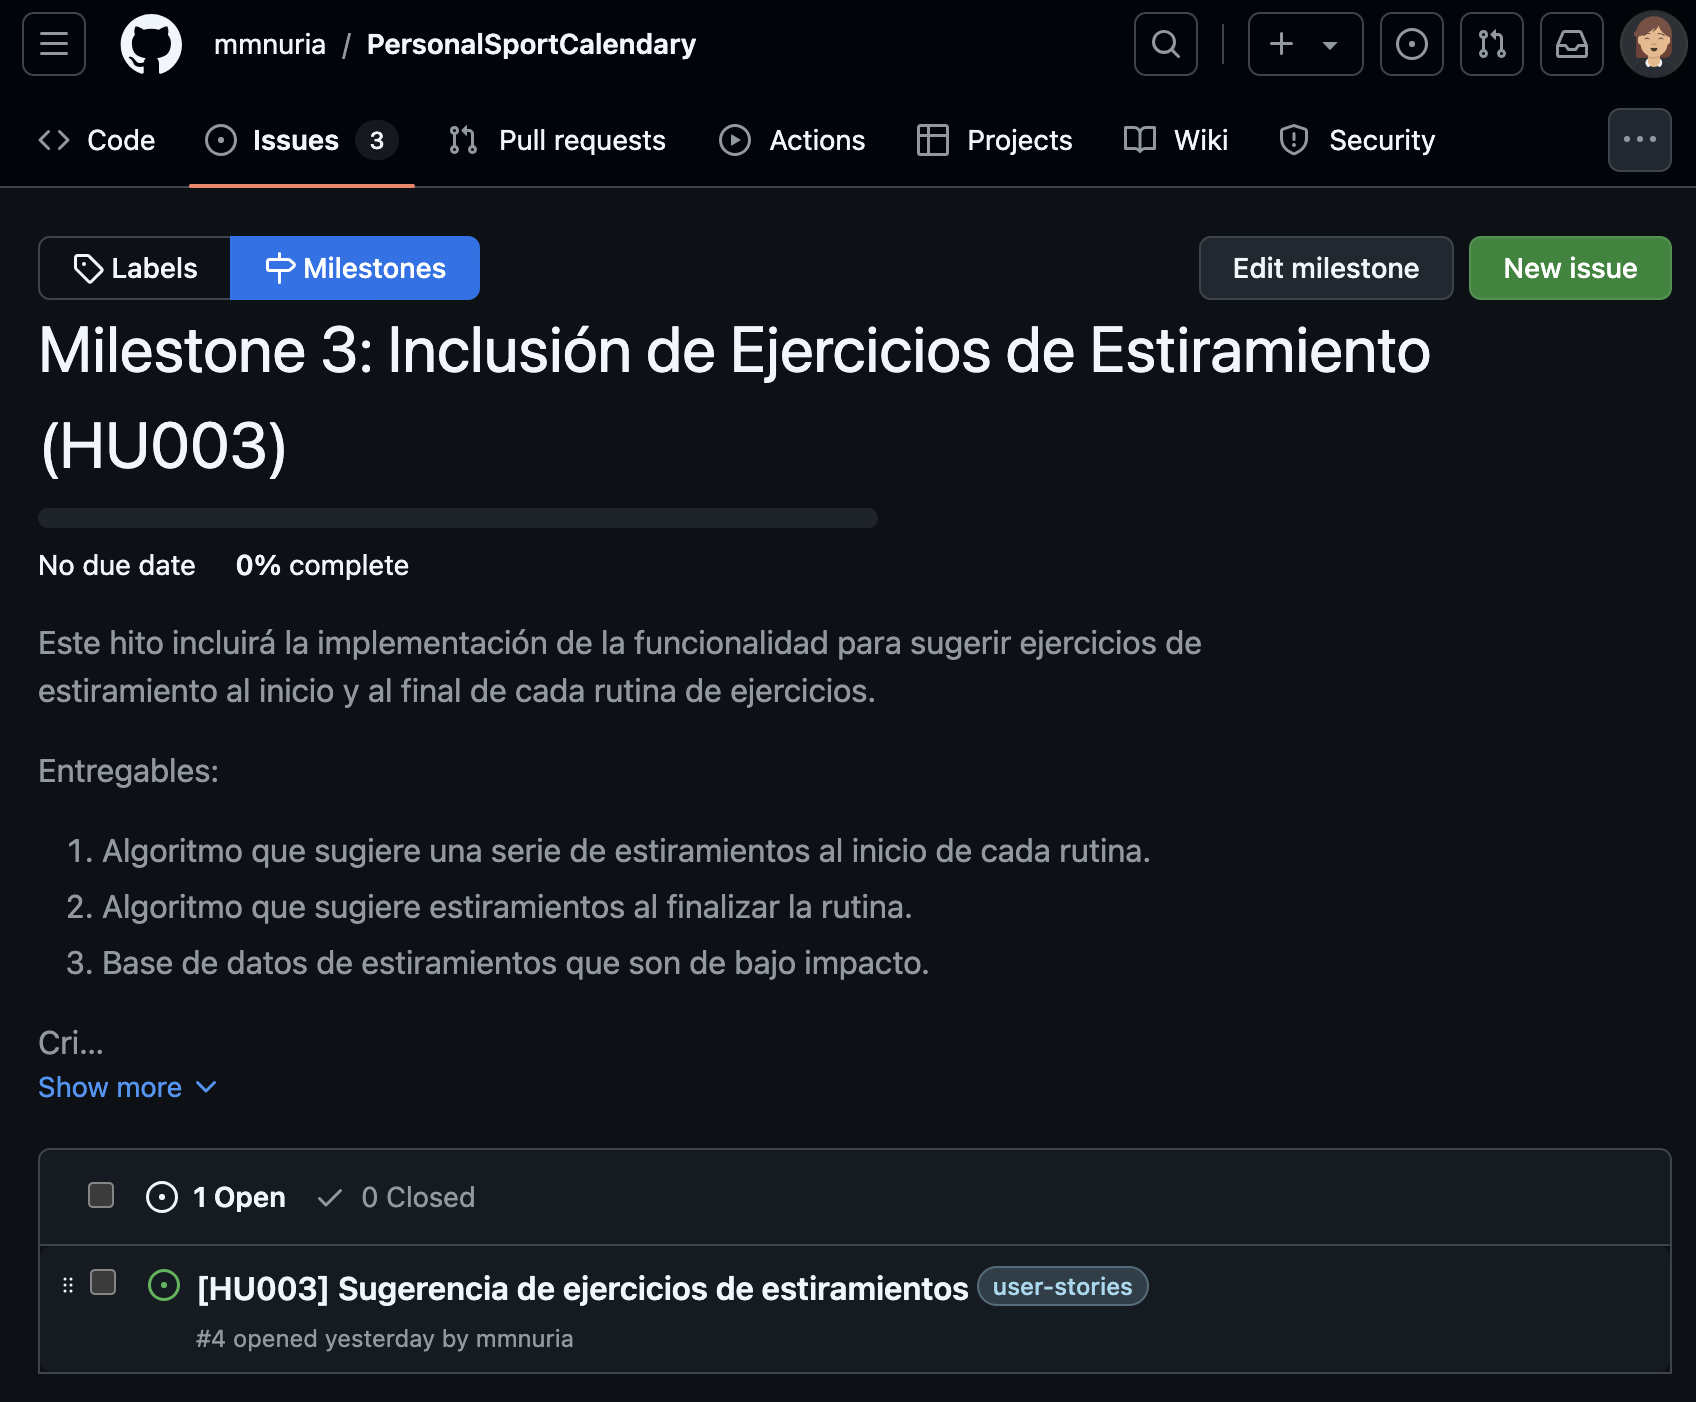 mmnuria / PersonalSportCalendary
Code Issues 3 Pull requests Actions Projects Wiki Security
Labels Milestones Edit milestone New issue
Milestone 3: Inclusión de Ejercicios de Estiramiento
(HU003)
No due date 0% complete
Este hito incluirá la implementación de la funcionalidad para sugerir ejercicios de
estiramiento al inicio y al final de cada rutina de ejercicios.
Entregables:
1. Algoritmo que sugiere una serie de estiramientos al inicio de cada rutina.
2. Algoritmo que sugiere estiramientos al finalizar la rutina.
3. Base de datos de estiramientos que son de bajo impacto.
Cri...
Show more
1 Open 0 Closed
[HU003] Sugerencia de ejercicios de estiramientos user-stories
#4 opened yesterday by mmnuria